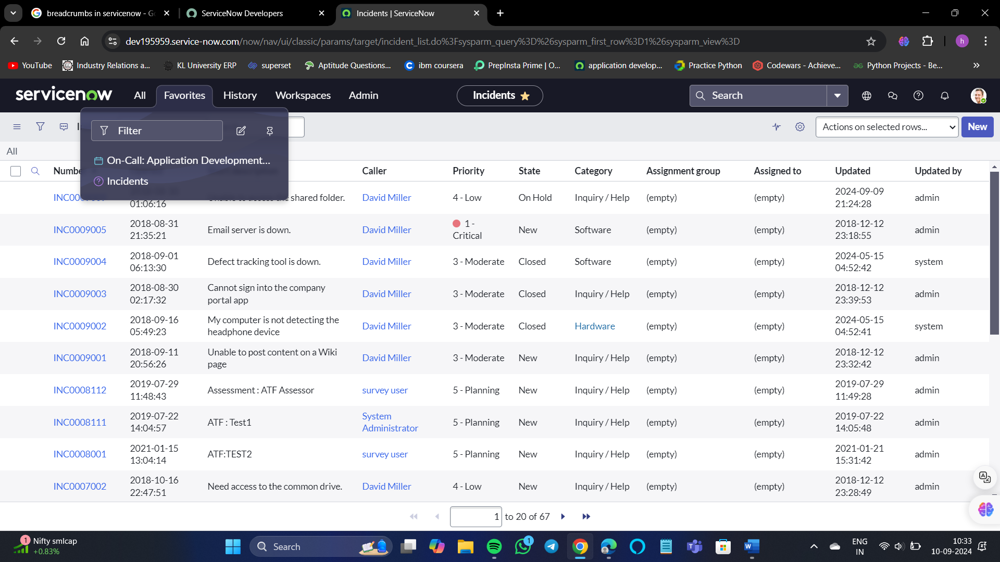 breadcrumbs in servicenow - Go
ServiceNow Developers
Incidents | ServiceNow
dev195959.service-now.com/now/nav/ui/classic/params/target/incident_list.do%3Fsysparm_query%3D%26sysparm_first_row%3D1%26sysparm_view%3D
h
YouTube
Industry Relations a...
KL University ERP
superset
Aptitude Questions...
ibm coursera
PrepInsta Prime | O...
application develop...
Practice Python
Codewars - Achieve...
Python Projects - Be...
servicenow
All
Favorites
History
Workspaces
Admin
Incidents
Search
Filter
On-Call: Application Development...
Incidents
Actions on selected rows...
New
All
Number Caller Priority State Category Assignment group Assigned to Updated Updated by
INC00 01:06:16 shared folder. David Miller 4 - Low On Hold Inquiry / Help (empty) (empty) 2024-09-09 21:24:28 admin
INC0009005 2018-08-31 21:35:21 Email server is down. David Miller 1 - Critical New Software (empty) (empty) 2018-12-12 23:18:55 admin
INC0009004 2018-09-01 06:13:30 Defect tracking tool is down. David Miller 3 - Moderate Closed Software (empty) (empty) 2024-05-15 04:52:42 system
INC0009003 2018-08-30 02:17:32 Cannot sign into the company portal app David Miller 3 - Moderate Closed Inquiry / Help (empty) (empty) 2018-12-12 23:39:53 admin
INC0009002 2018-09-16 05:49:23 My computer is not detecting the headphone device David Miller 3 - Moderate Closed Hardware (empty) (empty) 2024-05-15 04:52:41 system
INC0009001 2018-09-11 20:56:26 Unable to post content on a Wiki page David Miller 3 - Moderate New Inquiry / Help (empty) (empty) 2018-12-12 23:32:42 admin
INC0008112 2019-07-29 11:48:43 Assessment : ATF Assessor survey user 5 - Planning New Inquiry / Help (empty) (empty) 2019-07-29 11:49:28 admin
INC0008111 2019-07-22 14:04:57 ATF : Test1 System Administrator 5 - Planning New Inquiry / Help (empty) (empty) 2019-07-22 14:05:48 admin
INC0008001 2021-01-15 13:04:14 ATF:TEST2 survey user 5 - Planning New Inquiry / Help (empty) (empty) 2021-01-21 15:31:42 admin
INC0007002 2018-10-16 22:47:51 Need access to the common drive. David Miller 4 - Low New Inquiry / Help (empty) (empty) 2018-12-12 23:28:49 admin
1 to 20 of 67
1
Nifty smlcap
+0.83%
Search
1
ENG
IN
10:33
10-09-2024